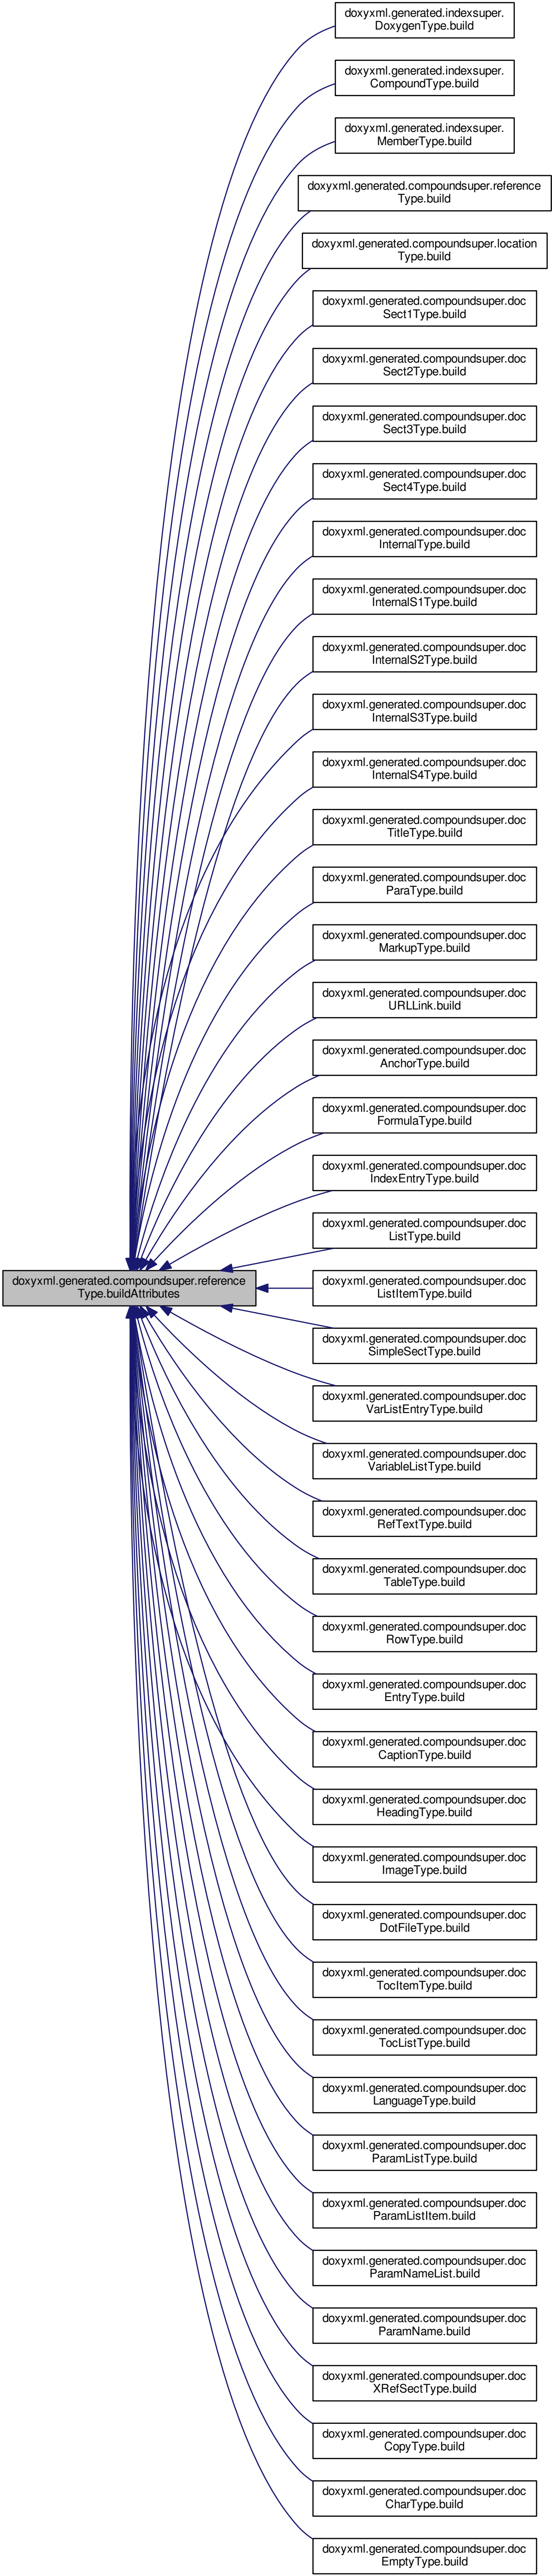 doxyxml.generated.indexsuper.
DoxygenType.build
doxyxml.generated.indexsuper.
CompoundType.build
doxyxml.generated.indexsuper.
MemberType.build
doxyxml.generated.compoundsuper.reference
Type.build
doxyxml.generated.compoundsuper.location
Type.build
doxyxml.generated.compoundsuper.doc
Sect1Type.build
doxyxml.generated.compoundsuper.doc
Sect2Type.build
doxyxml.generated.compoundsuper.doc
Sect3Type.build
doxyxml.generated.compoundsuper.doc
Sect4Type.build
doxyxml.generated.compoundsuper.doc
InternalType.build
doxyxml.generated.compoundsuper.doc
InternalS1Type.build
doxyxml.generated.compoundsuper.doc
InternalS2Type.build
doxyxml.generated.compoundsuper.doc
InternalS3Type.build
doxyxml.generated.compoundsuper.doc
InternalS4Type.build
doxyxml.generated.compoundsuper.doc
TitleType.build
doxyxml.generated.compoundsuper.doc
ParaType.build
doxyxml.generated.compoundsuper.doc
MarkupType.build
doxyxml.generated.compoundsuper.doc
URLLink.build
doxyxml.generated.compoundsuper.doc
AnchorType.build
doxyxml.generated.compoundsuper.doc
FormulaType.build
doxyxml.generated.compoundsuper.doc
IndexEntryType.build
doxyxml.generated.compoundsuper.doc
ListType.build
doxyxml.generated.compoundsuper.reference
Type.buildAttributes
doxyxml.generated.compoundsuper.doc
ListItemType.build
doxyxml.generated.compoundsuper.doc
SimpleSectType.build
doxyxml.generated.compoundsuper.doc
VarListEntryType.build
doxyxml.generated.compoundsuper.doc
VariableListType.build
doxyxml.generated.compoundsuper.doc
RefTextType.build
doxyxml.generated.compoundsuper.doc
TableType.build
doxyxml.generated.compoundsuper.doc
RowType.build
doxyxml.generated.compoundsuper.doc
EntryType.build
doxyxml.generated.compoundsuper.doc
CaptionType.build
doxyxml.generated.compoundsuper.doc
HeadingType.build
doxyxml.generated.compoundsuper.doc
ImageType.build
doxyxml.generated.compoundsuper.doc
DotFileType.build
doxyxml.generated.compoundsuper.doc
TocItemType.build
doxyxml.generated.compoundsuper.doc
TocListType.build
doxyxml.generated.compoundsuper.doc
LanguageType.build
doxyxml.generated.compoundsuper.doc
ParamListType.build
doxyxml.generated.compoundsuper.doc
ParamListItem.build
doxyxml.generated.compoundsuper.doc
ParamNameList.build
doxyxml.generated.compoundsuper.doc
ParamName.build
doxyxml.generated.compoundsuper.doc
XRefSectType.build
doxyxml.generated.compoundsuper.doc
CopyType.build
doxyxml.generated.compoundsuper.doc
CharType.build
doxyxml.generated.compoundsuper.doc
EmptyType.build